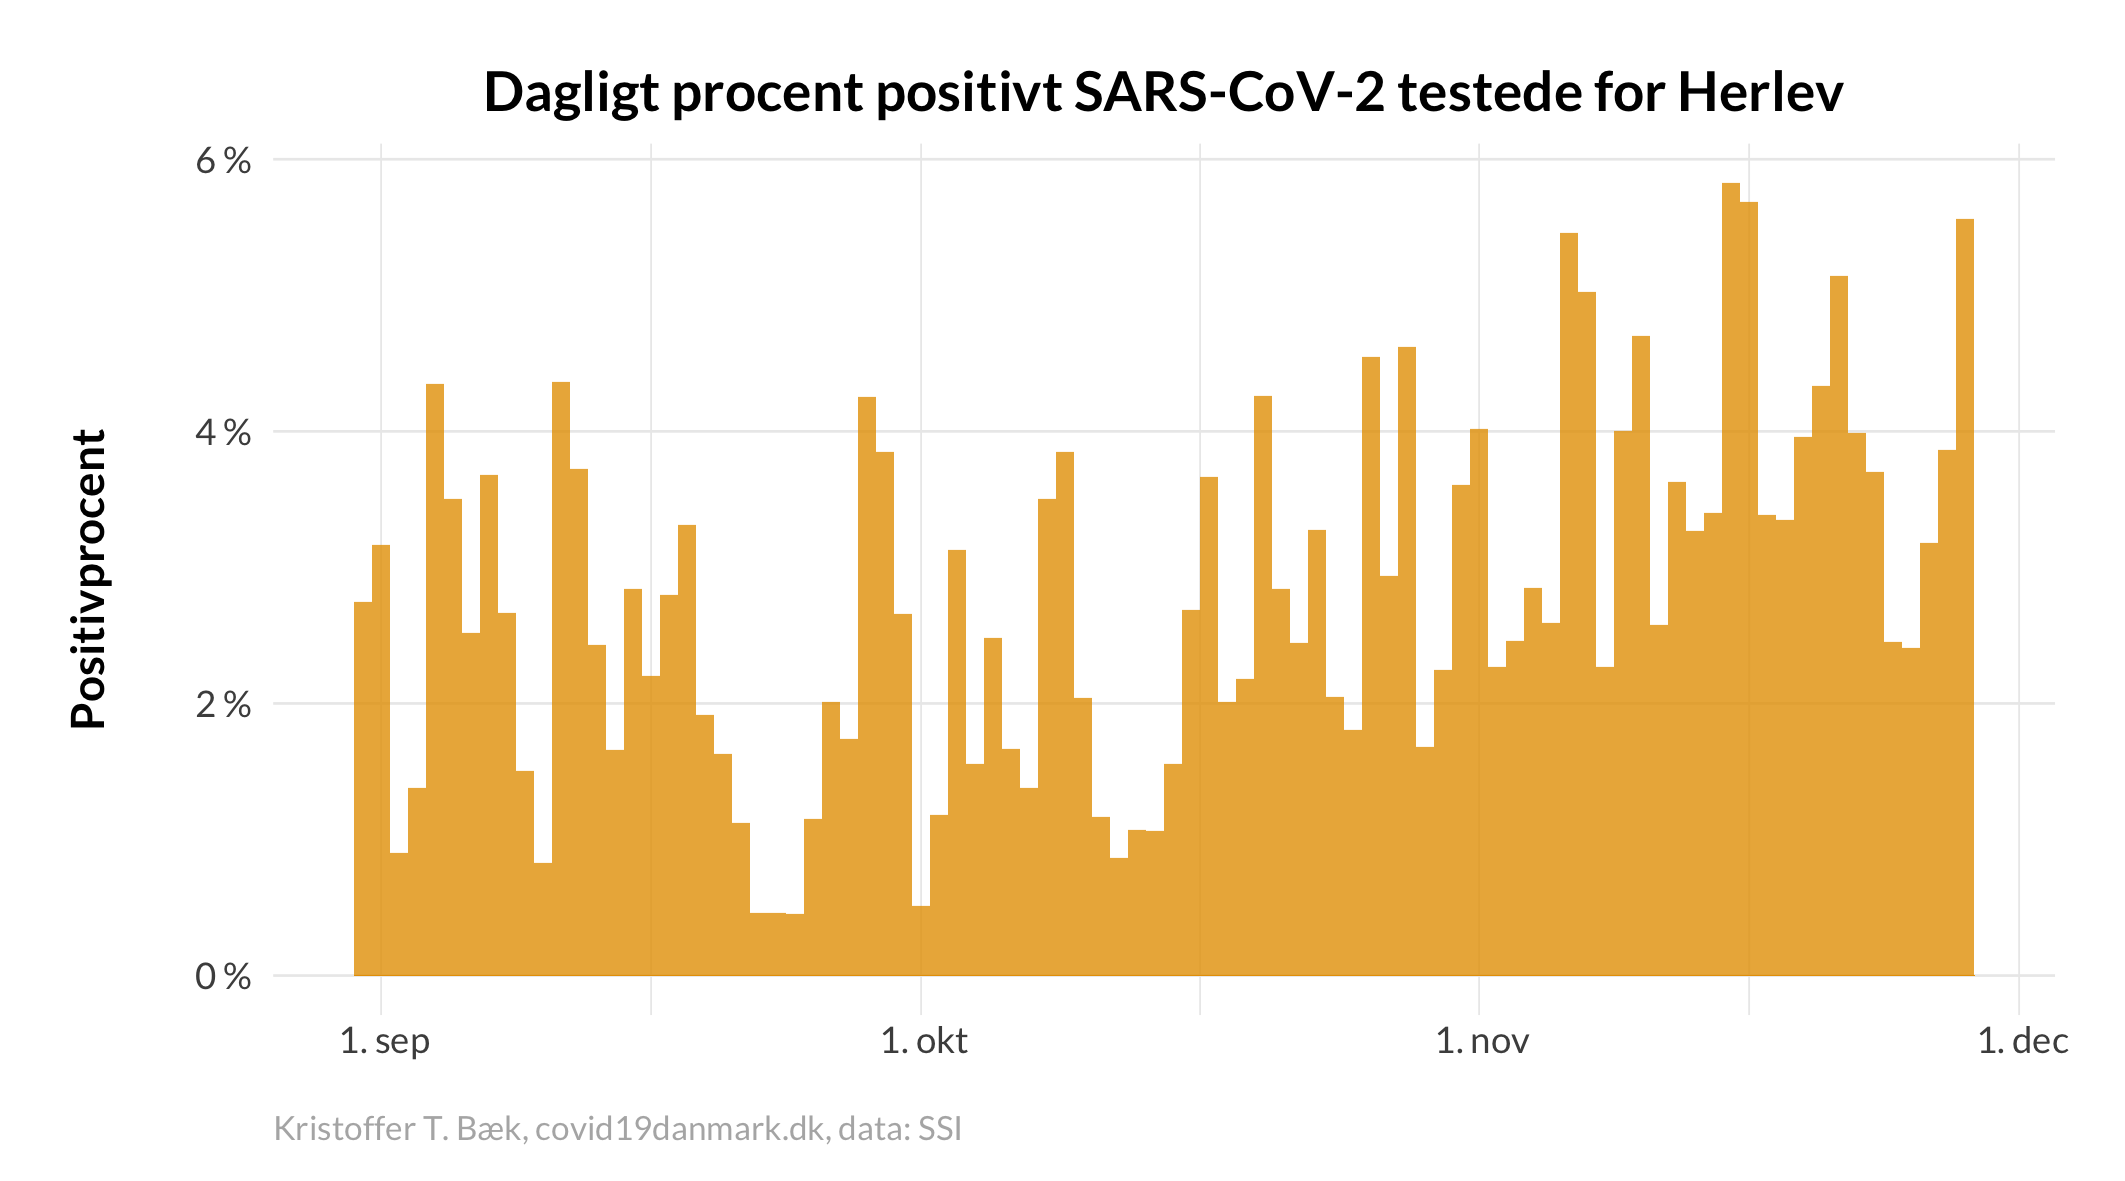 Dagligt procent positivt SARS-CoV-2 testede for Herlev
Positivprocent
6 %
4 %
2 %
0 %
1. sep
1. okt
1. nov
1. dec
Kristoffer T. Bæk, covid19danmark.dk, data: SSI